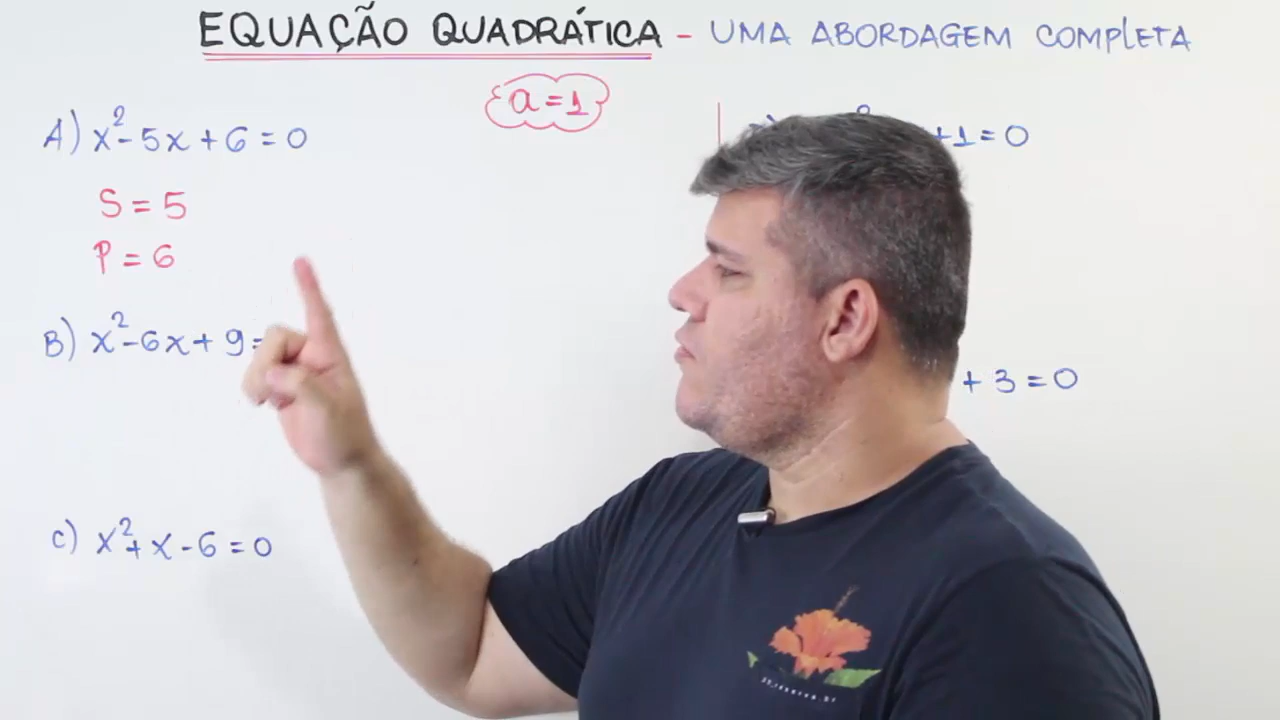 EQUAÇÃO QUADRÁTICA - UMA ABORDAGEM COMPLETA
a=1
A) x²-5x+6=0
S=5
P=6
B) x²-6x+9=
C) x²+x-6=0
+1=0
+3=0